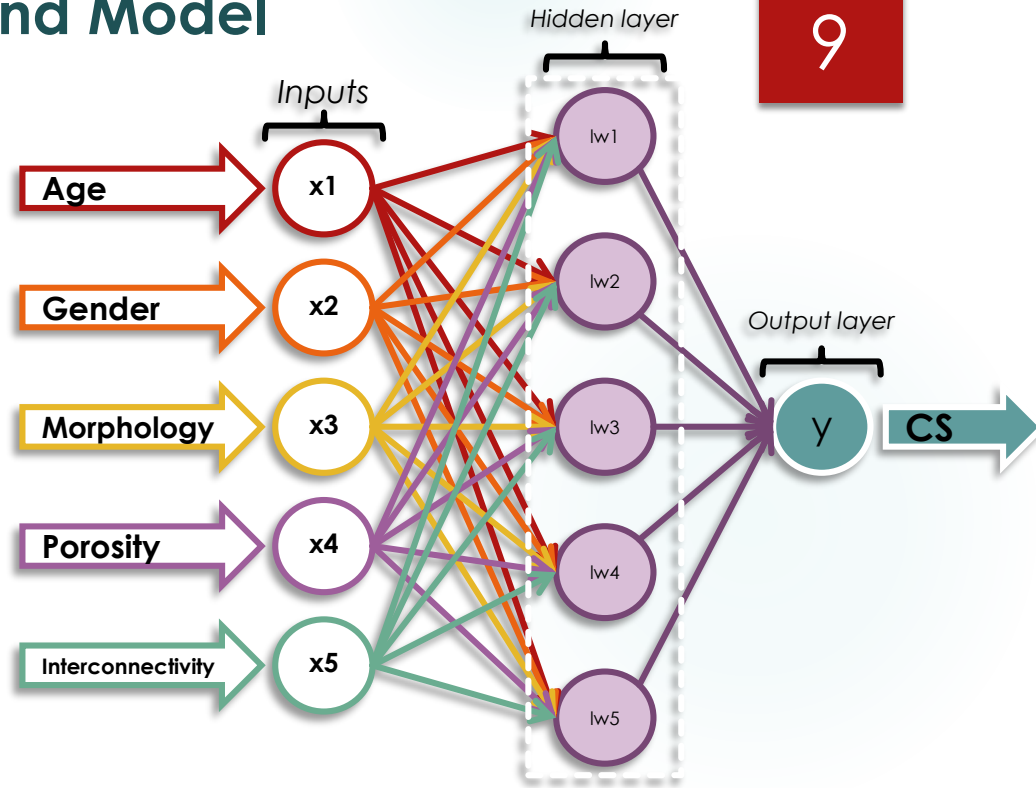 nd Model
9
Hidden layer
Inputs
Output layer
Age
Gender
Morphology
Porosity
Interconnectivity
x1
x2
x3
x4
x5
lw1
lw2
lw3
lw4
lw5
y
CS